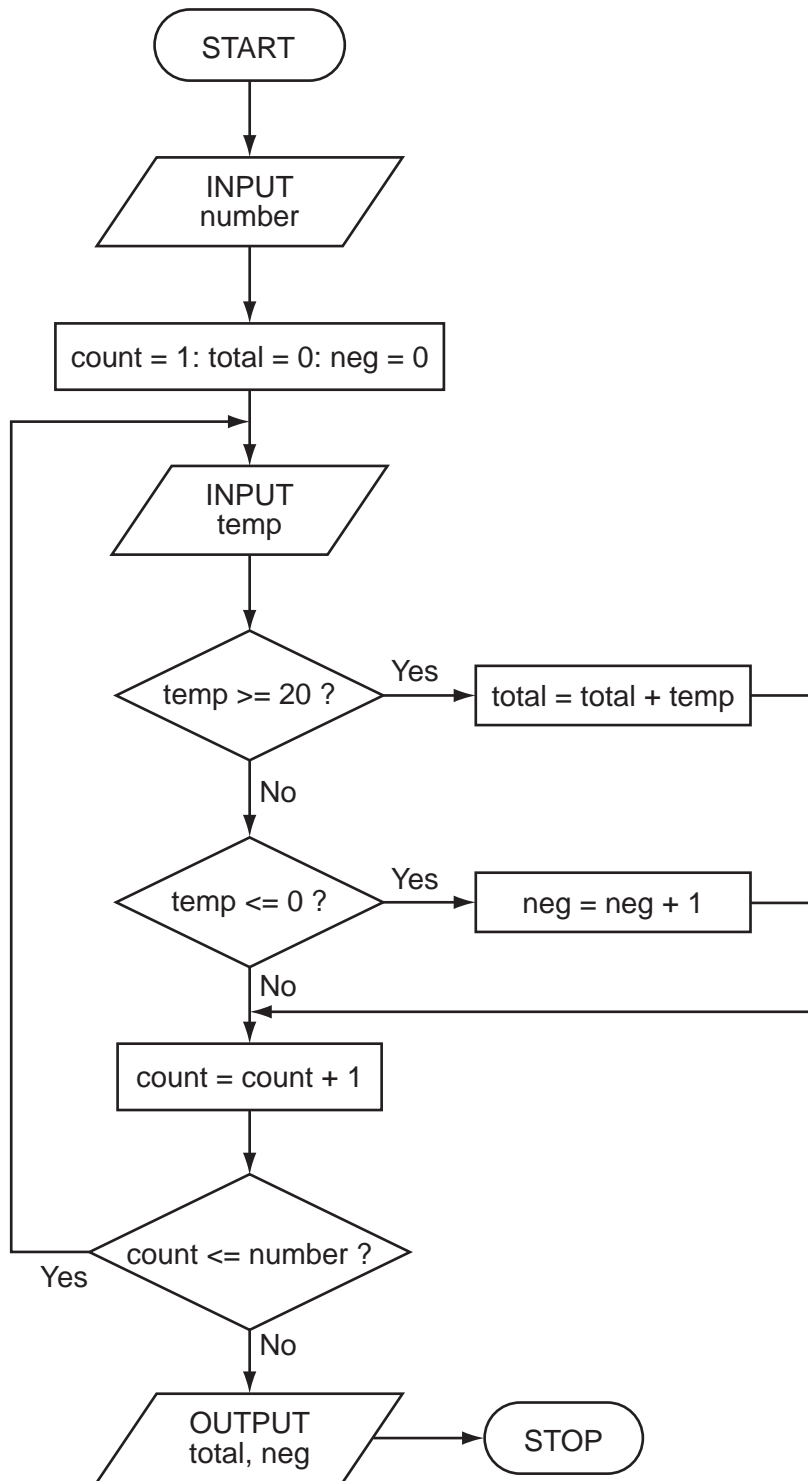 START
INPUT
number
count = 1: total = 0: neg = 0
INPUT
temp
temp >= 20 ?
Yes
total = total + temp
No
temp <= 0 ?
Yes
neg = neg + 1
No
count = count + 1
count <= number ?
Yes
No
OUTPUT
total, neg
STOP